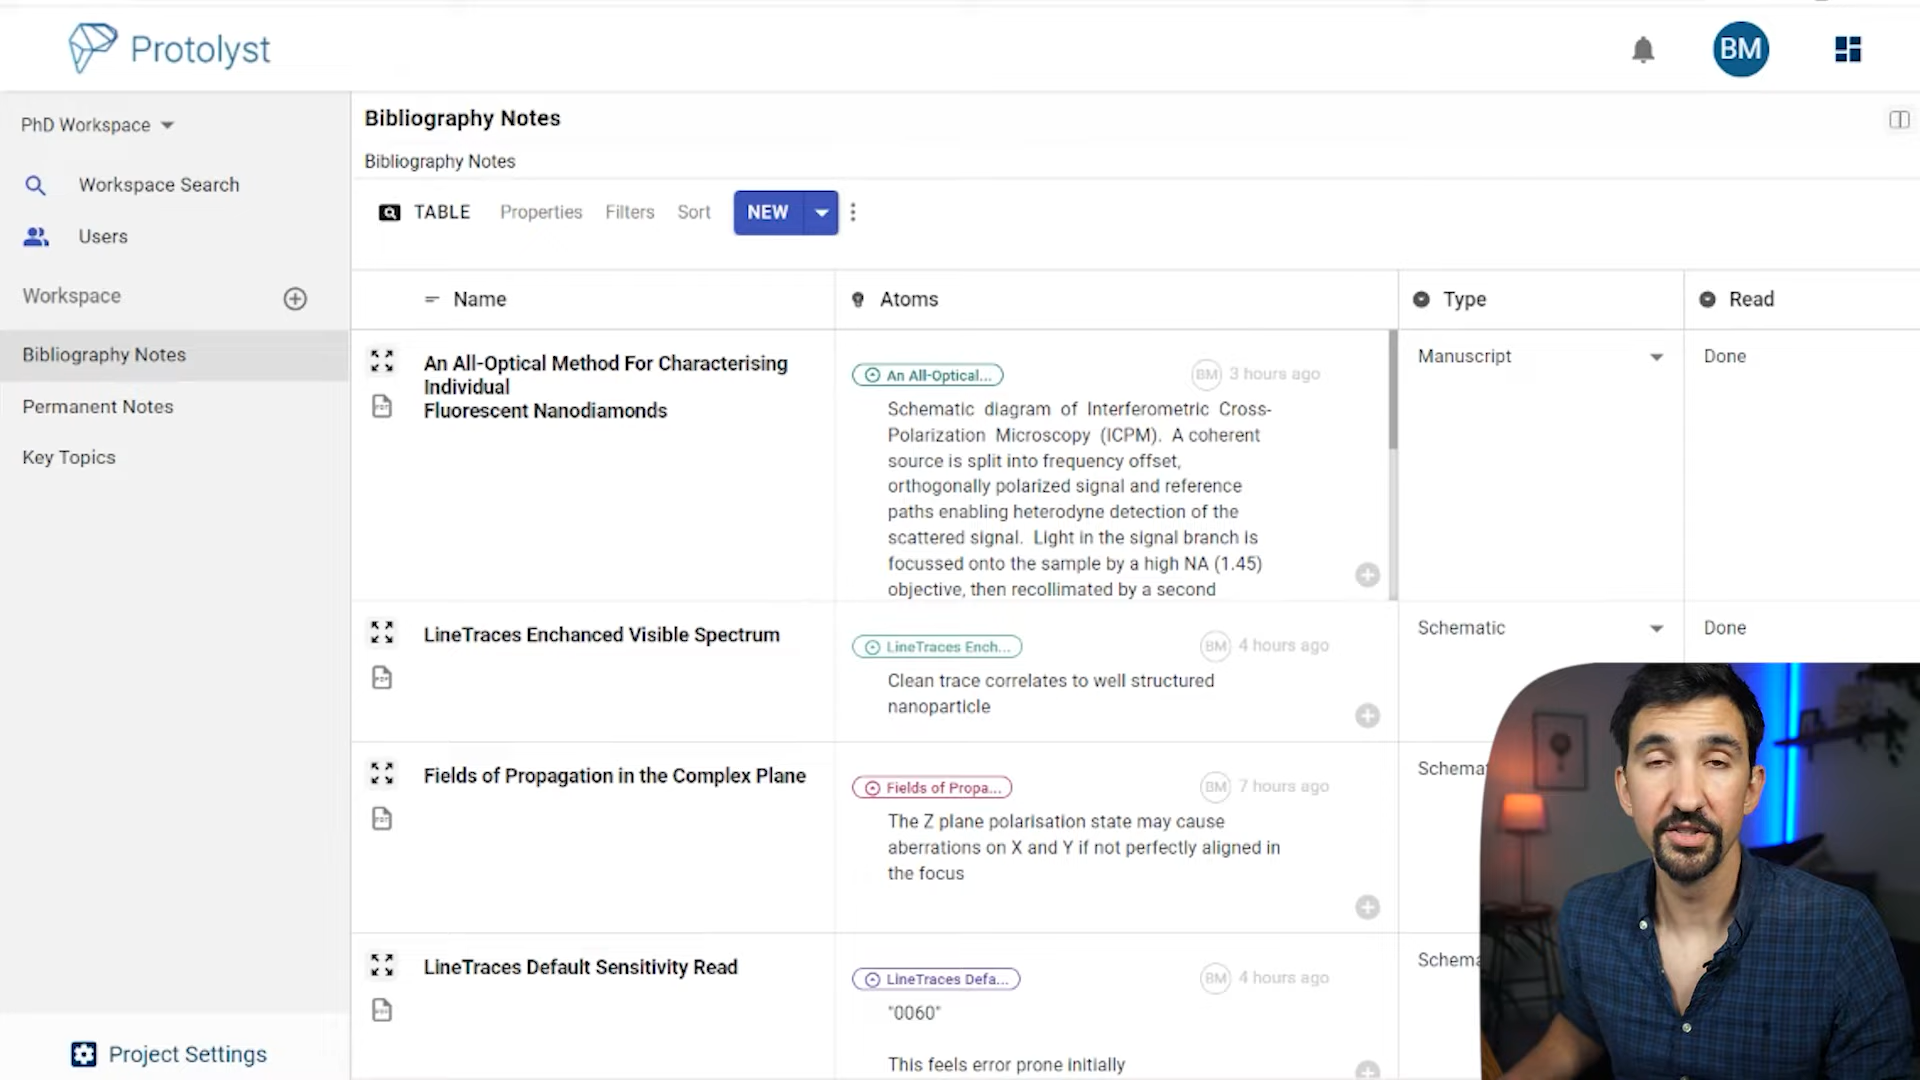 Protolyst
BM
PhD Workspace
Workspace Search
Users
Workspace
Bibliography Notes
Permanent Notes
Key Topics
Project Settings
Bibliography Notes
Bibliography Notes
TABLE Properties Filters Sort NEW
Name Atoms Type Read
An All-Optical Method For Characterising
Individual
Fluorescent Nanodiamonds
An All-Optical...
BM 3 hours ago
Schematic diagram of Interferometric Cross-
Polarization Microscopy (ICPM). A coherent
source is split into frequency offset,
orthogonally polarized signal and reference
paths enabling heterodyne detection of the
scattered signal. Light in the signal branch is
focussed onto the sample by a high NA (1.45)
objective, then recollimated by a second
Manuscript
Done
LineTraces Enchanced Visible Spectrum
LineTraces Ench...
BM 4 hours ago
Clean trace correlates to well structured
nanoparticle
Schematic
Done
Fields of Propagation in the Complex Plane
Fields of Propa...
BM 7 hours ago
The Z plane polarisation state may cause
aberrations on X and Y if not perfectly aligned in
the focus
Schema
LineTraces Default Sensitivity Read
LineTraces Defa...
BM 4 hours ago
"0060"
This feels error prone initially
Schema